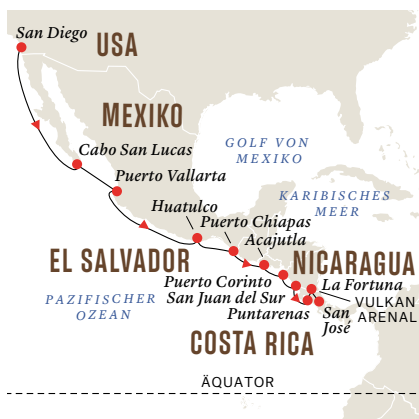 San Diego
USA
MEXIKO
Cabo San Lucas
GOLF VON
MEXIKO
Puerto Vallarta
KARIBISCHES
MEER
Huatulco
Puerto Chiapas
Acajutla
EL SALVADOR
NICARAGUA
Puerto Corinto
La Fortuna
PAZIFISCHER
OZEAN
San Juan del Sur
VULKAN
ARENAL
Puntarenas
San
José
COSTA RICA
ÄQUATOR